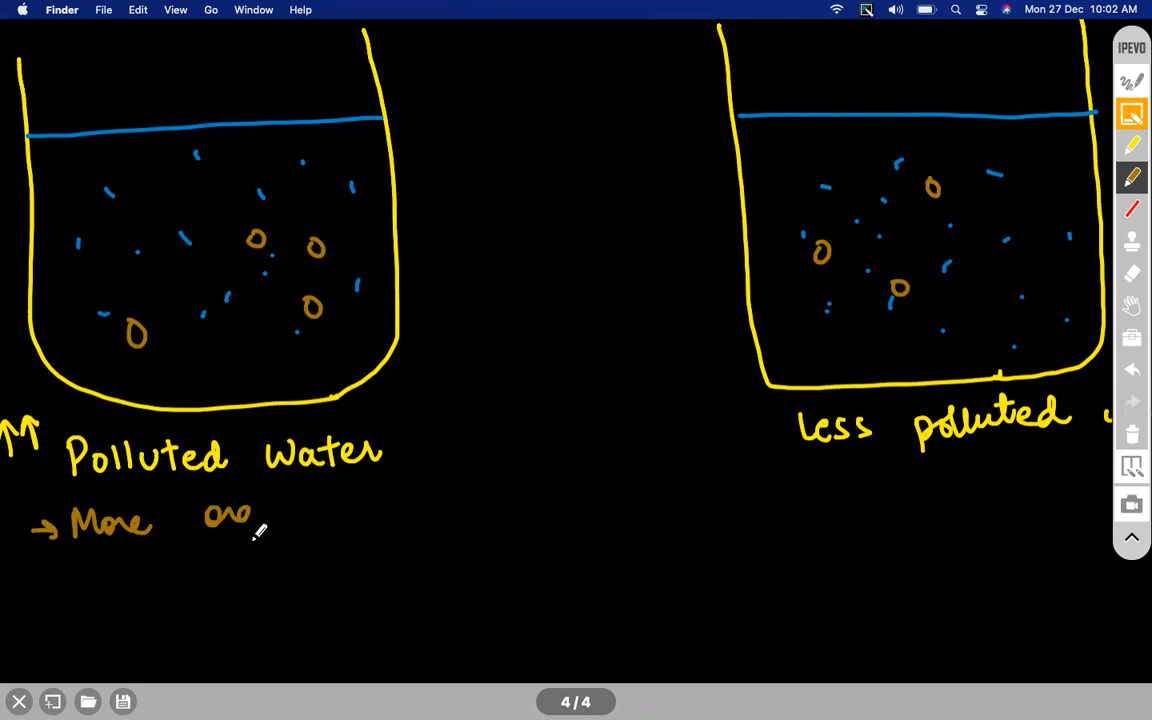 Finder File Edit View Go Window Help Mon 27 Dec 10:02 AM
IPEVO
Polluted Water
less polluted
→ More
4/4